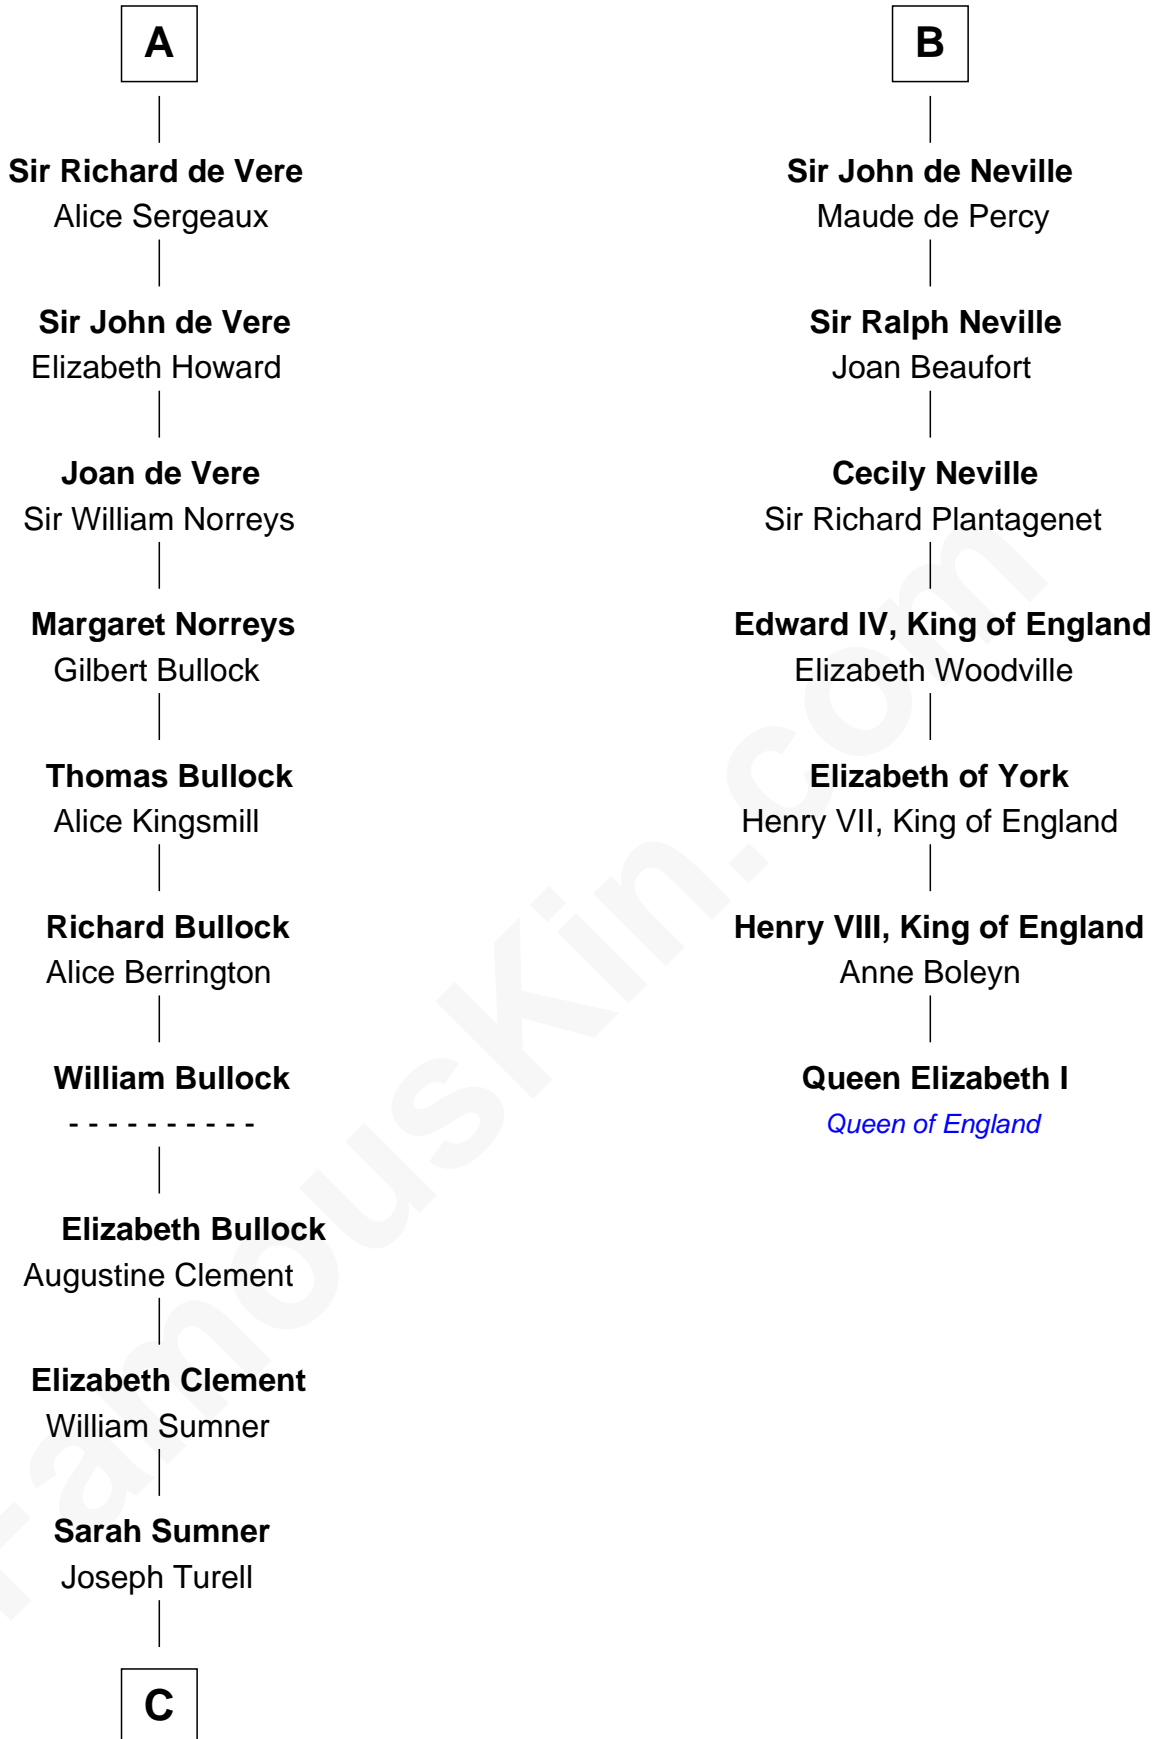 A
Sir Richard de Vere
Alice Sergeaux
Sir John de Vere
Elizabeth Howard
Joan de Vere
Sir William Norreys
Margaret Norreys
Gilbert Bullock
Thomas Bullock
Alice Kingsmill
Richard Bullock
Alice Berrington
William Bullock
- - - - - - - - - -
Elizabeth Bullock
Augustine Clement
Elizabeth Clement
William Sumner
Sarah Sumner
Joseph Turell
C
B
Sir John de Neville
Maude de Percy
Sir Ralph Neville
Joan Beaufort
Cecily Neville
Sir Richard Plantagenet
Edward IV, King of England
Elizabeth Woodville
Elizabeth of York
Henry VII, King of England
Henry VIII, King of England
Anne Boleyn
Queen Elizabeth I
Queen of England
FamousKin.com